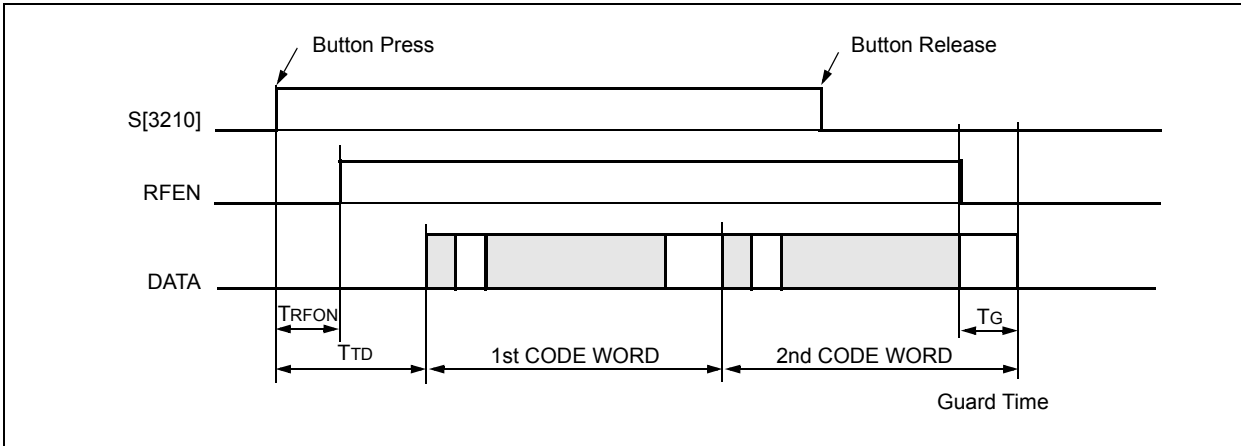 Button Press
Button Release
S[3210]
RFEN
DATA
TRFON
TG
TTD
1st CODE WORD
2nd CODE WORD
Guard Time